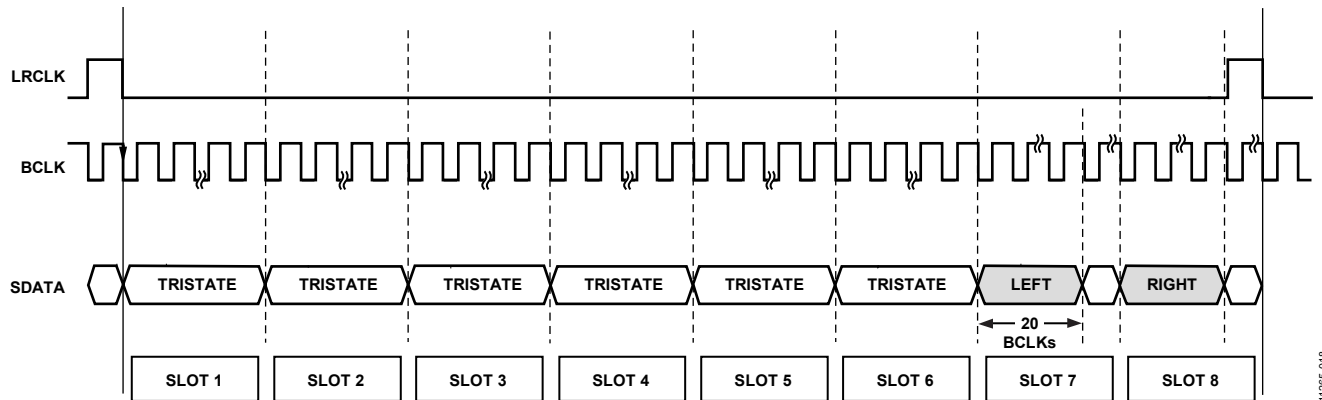 LRCLK
BCLK
SDATA
TRISTATE TRISTATE TRISTATE TRISTATE TRISTATE TRISTATE LEFT RIGHT
20
BCLKs
SLOT 1 SLOT 2 SLOT 3 SLOT 4 SLOT 5 SLOT 6 SLOT 7 SLOT 8